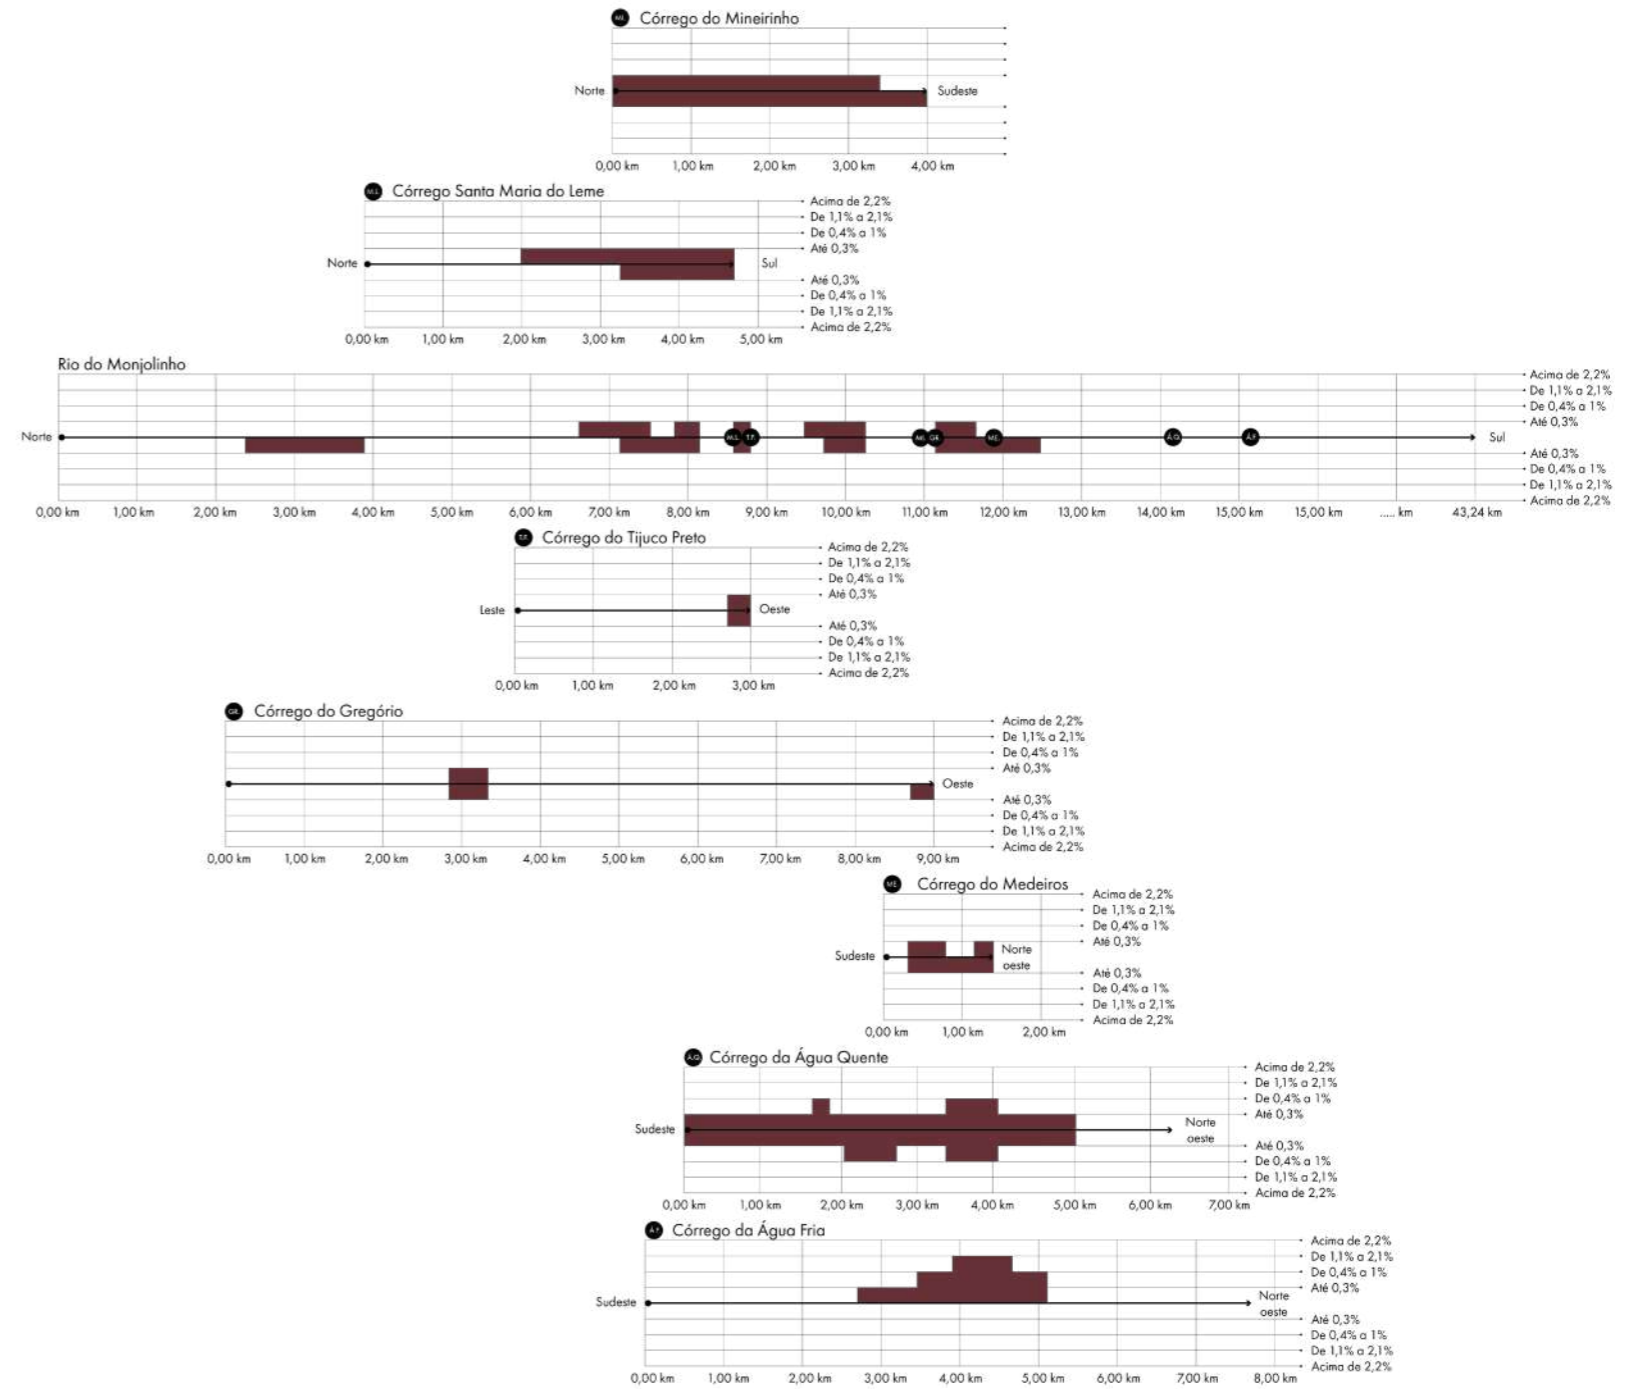 MI. Córrego do Mineirinho
Norte
Sudeste
0,00 km 1,00 km 2,00 km 3,00 km 4,00 km
M.L. Córrego Santa Maria do Leme
Acima de 2,2%
De 1,1% a 2,1%
De 0,4% a 1%
Até 0,3%
Norte
Sul
Até 0,3%
De 0,4% a 1%
De 1,1% a 2,1%
Acima de 2,2%
0,00 km 1,00 km 2,00 km 3,00 km 4,00 km 5,00 km
Rio do Monjolinho
Acima de 2,2%
De 1,1% a 2,1%
De 0,4% a 1%
Até 0,3%
Norte M.L. T.P. MI. GR. ME. Á.Q. Á.F. Sul
Até 0,3%
De 0,4% a 1%
De 1,1% a 2,1%
Acima de 2,2%
0,00 km 1,00 km 2,00 km 3,00 km 4,00 km 5,00 km 6,00 km 7,00 km 8,00 km 9,00 km 10,00 km 11,00 km 12,00 km 13,00 km 14,00 km 15,00 km 15,00 km ..... km 43,24 km
T.P. Córrego do Tijuco Preto
Acima de 2,2%
De 1,1% a 2,1%
De 0,4% a 1%
Até 0,3%
Leste
Oeste
Até 0,3%
De 0,4% a 1%
De 1,1% a 2,1%
Acima de 2,2%
0,00 km 1,00 km 2,00 km 3,00 km
GR. Córrego do Gregório
Acima de 2,2%
De 1,1% a 2,1%
De 0,4% a 1%
Até 0,3%
Oeste
Até 0,3%
De 0,4% a 1%
De 1,1% a 2,1%
Acima de 2,2%
0,00 km 1,00 km 2,00 km 3,00 km 4,00 km 5,00 km 6,00 km 7,00 km 8,00 km 9,00 km
ME. Córrego do Medeiros
Acima de 2,2%
De 1,1% a 2,1%
De 0,4% a 1%
Até 0,3%
Sudeste
Norte
oeste
Até 0,3%
De 0,4% a 1%
De 1,1% a 2,1%
Acima de 2,2%
0,00 km 1,00 km 2,00 km
Á.Q. Córrego da Água Quente
Acima de 2,2%
De 1,1% a 2,1%
De 0,4% a 1%
Até 0,3%
Sudeste
Norte
oeste
Até 0,3%
De 0,4% a 1%
De 1,1% a 2,1%
Acima de 2,2%
0,00 km 1,00 km 2,00 km 3,00 km 4,00 km 5,00 km 6,00 km 7,00 km
Á.F. Córrego da Água Fria
Acima de 2,2%
De 1,1% a 2,1%
De 0,4% a 1%
Até 0,3%
Sudeste
Norte
oeste
Até 0,3%
De 0,4% a 1%
De 1,1% a 2,1%
Acima de 2,2%
0,00 km 1,00 km 2,00 km 3,00 km 4,00 km 5,00 km 6,00 km 7,00 km 8,00 km